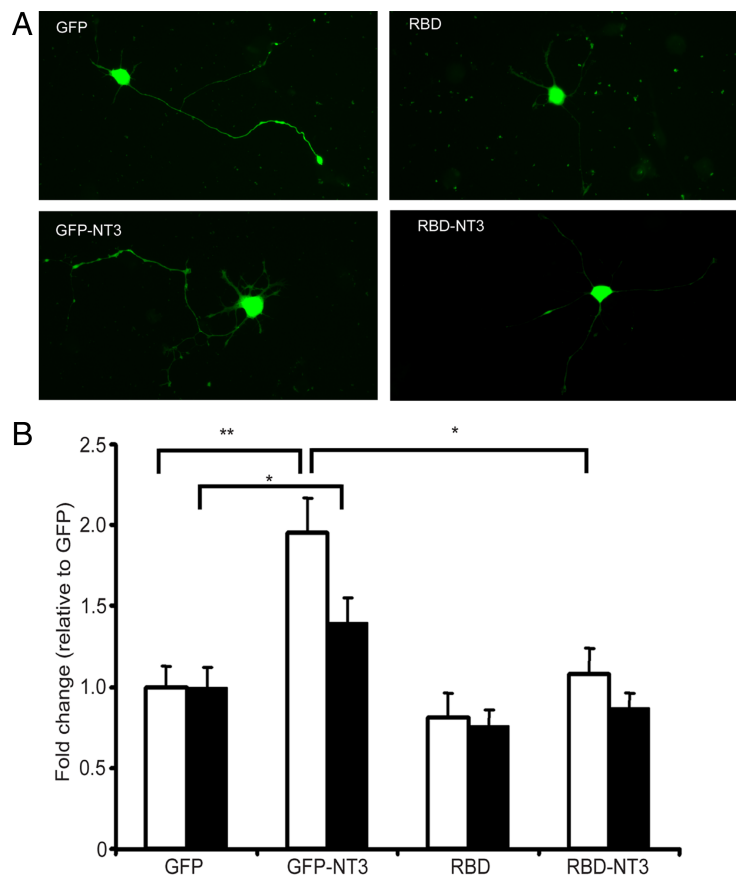 A
GFP
RBD
GFP-NT3
RBD-NT3
B
Fold change (relative to GFP)
2.5
2.0
1.5
1.0
0.5
0
**
*
*
GFP
GFP-NT3
RBD
RBD-NT3